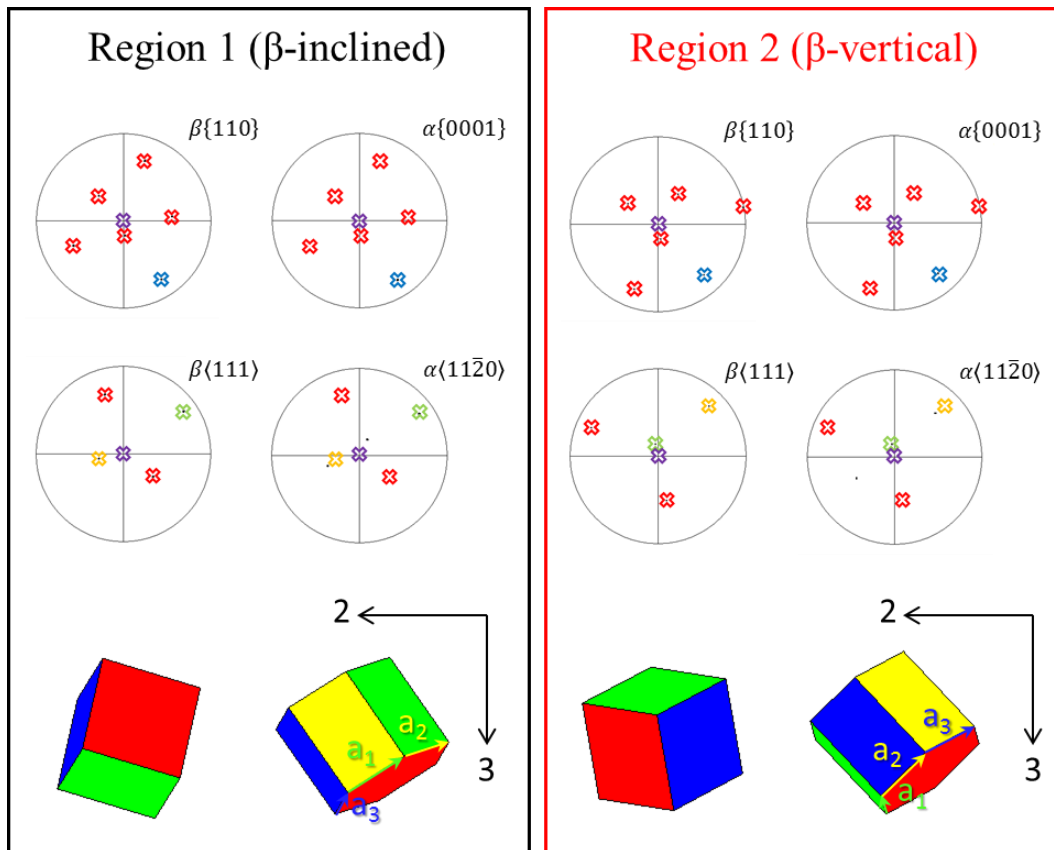 Region 1 (β-inclined)
β{110}
α{0001}
β⟨111⟩
α⟨112̄0⟩
2
3
a₁
a₂
a₃
Region 2 (β-vertical)
β{110}
α{0001}
β⟨111⟩
α⟨112̄0⟩
2
3
a₃
a₂
a₁